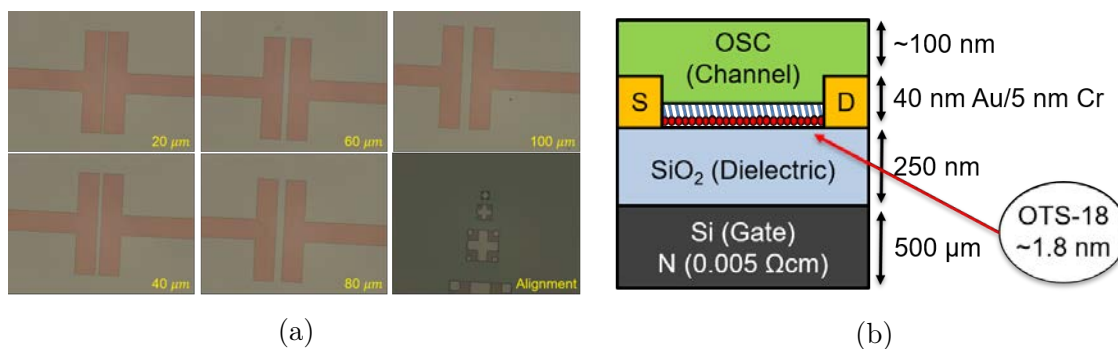 20 μm
60 μm
100 μm
40 μm
80 μm
Alignment
(a)
OSC
(Channel)
S
D
SiO₂ (Dielectric)
Si (Gate)
N (0.005 Ωcm)
~100 nm
40 nm Au/5 nm Cr
250 nm
500 μm
OTS-18
~1.8 nm
(b)